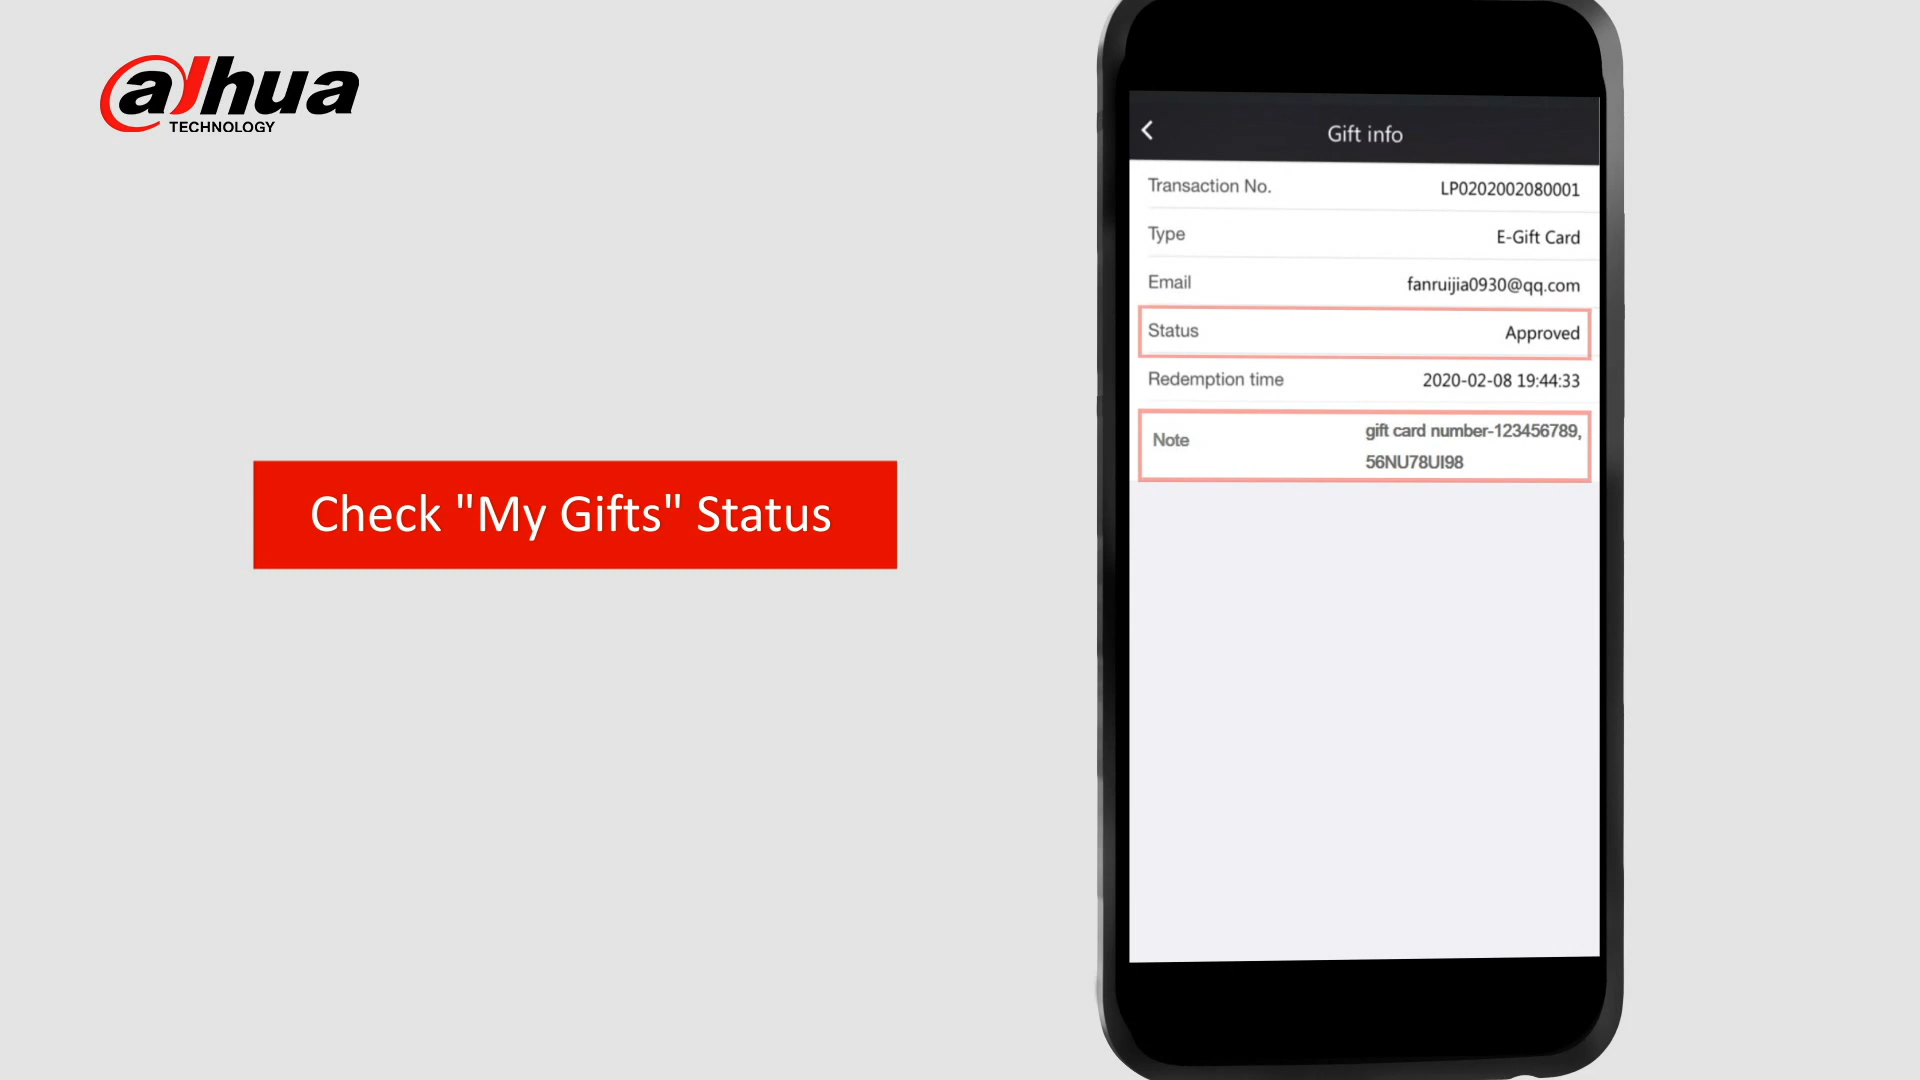 alhua
TECHNOLOGY
Check "My Gifts" Status
Gift info
Transaction No. LP0202002080001
Type E-Gift Card
Email fanruijia0930@qq.com
Status Approved
Redemption time 2020-02-08 19:44:33
Note gift card number-123456789,
56NU78UI98